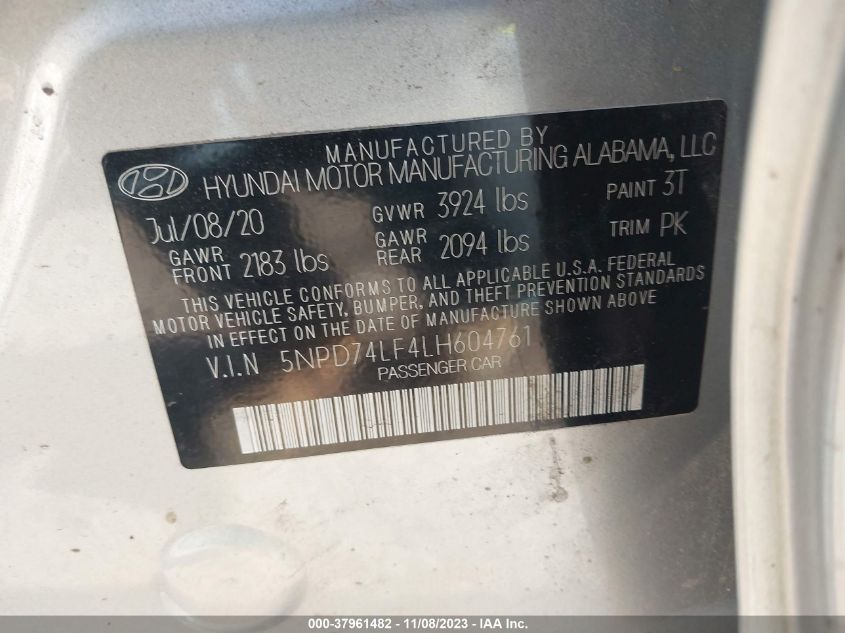 MANUFACTURED BY
HYUNDAI MOTOR MANUFACTURING ALABAMA, LLC
Jul/08/20 GVWR 3924 lbs PAINT 3T
GAWR FRONT 2183 lbs GAWR REAR 2094 lbs TRIM PK
THIS VEHICLE CONFORMS TO ALL APPLICABLE U.S.A. FEDERAL
MOTOR VEHICLE SAFETY, BUMPER, AND THEFT PREVENTION STANDARDS
IN EFFECT ON THE DATE OF MANUFACTURE SHOWN ABOVE
V.I.N 5NPD74LF4LH604761
PASSENGER CAR
000-37961482 - 11/08/2023 - IAA Inc.